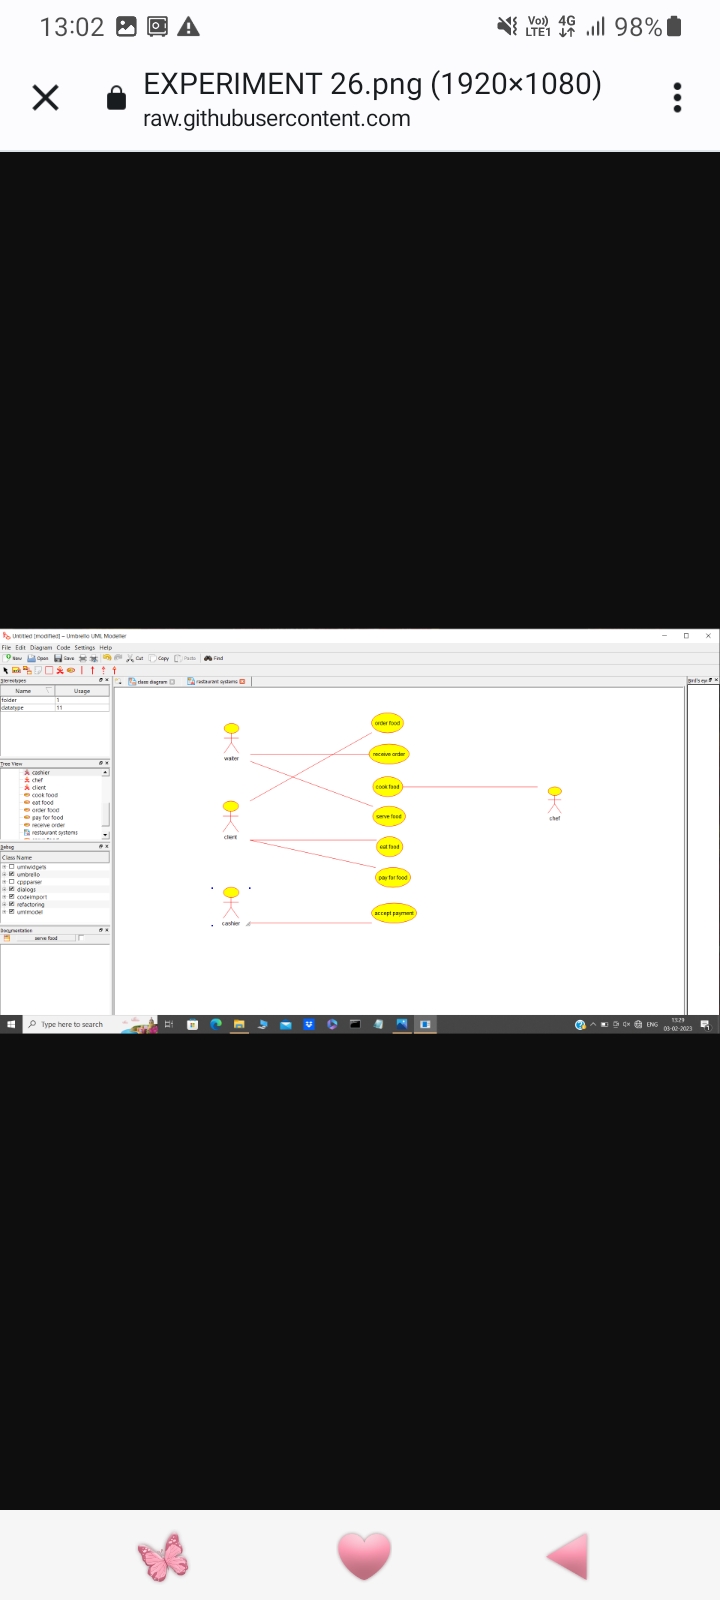 13:02
Vo)) 4G 98%
LTE1
EXPERIMENT 26.png (1920×1080)
raw.githubusercontent.com
Untitled [modified] – Umbrello UML Modeller
File Edit Diagram Code Settings Help
New Open Save Cut Copy Paste Find
Stereotypes
class diagram
restaurant systems
Bird's eye
Name Usage
folder 1
datatype 11
Tree View
cashier
chef
client
cook food
eat food
order food
pay for food
receive order
restaurant systems
Debug
Class Name
umlwidgets
umbrello
cppparser
dialogs
codeimport
refactoring
umlmodel
Documentation
serve food
order food
waiter
receive order
cook food
chef
client
serve food
eat food
pay for food
cashier
accept payment
Type here to search
ENG
13:29
03-02-2023